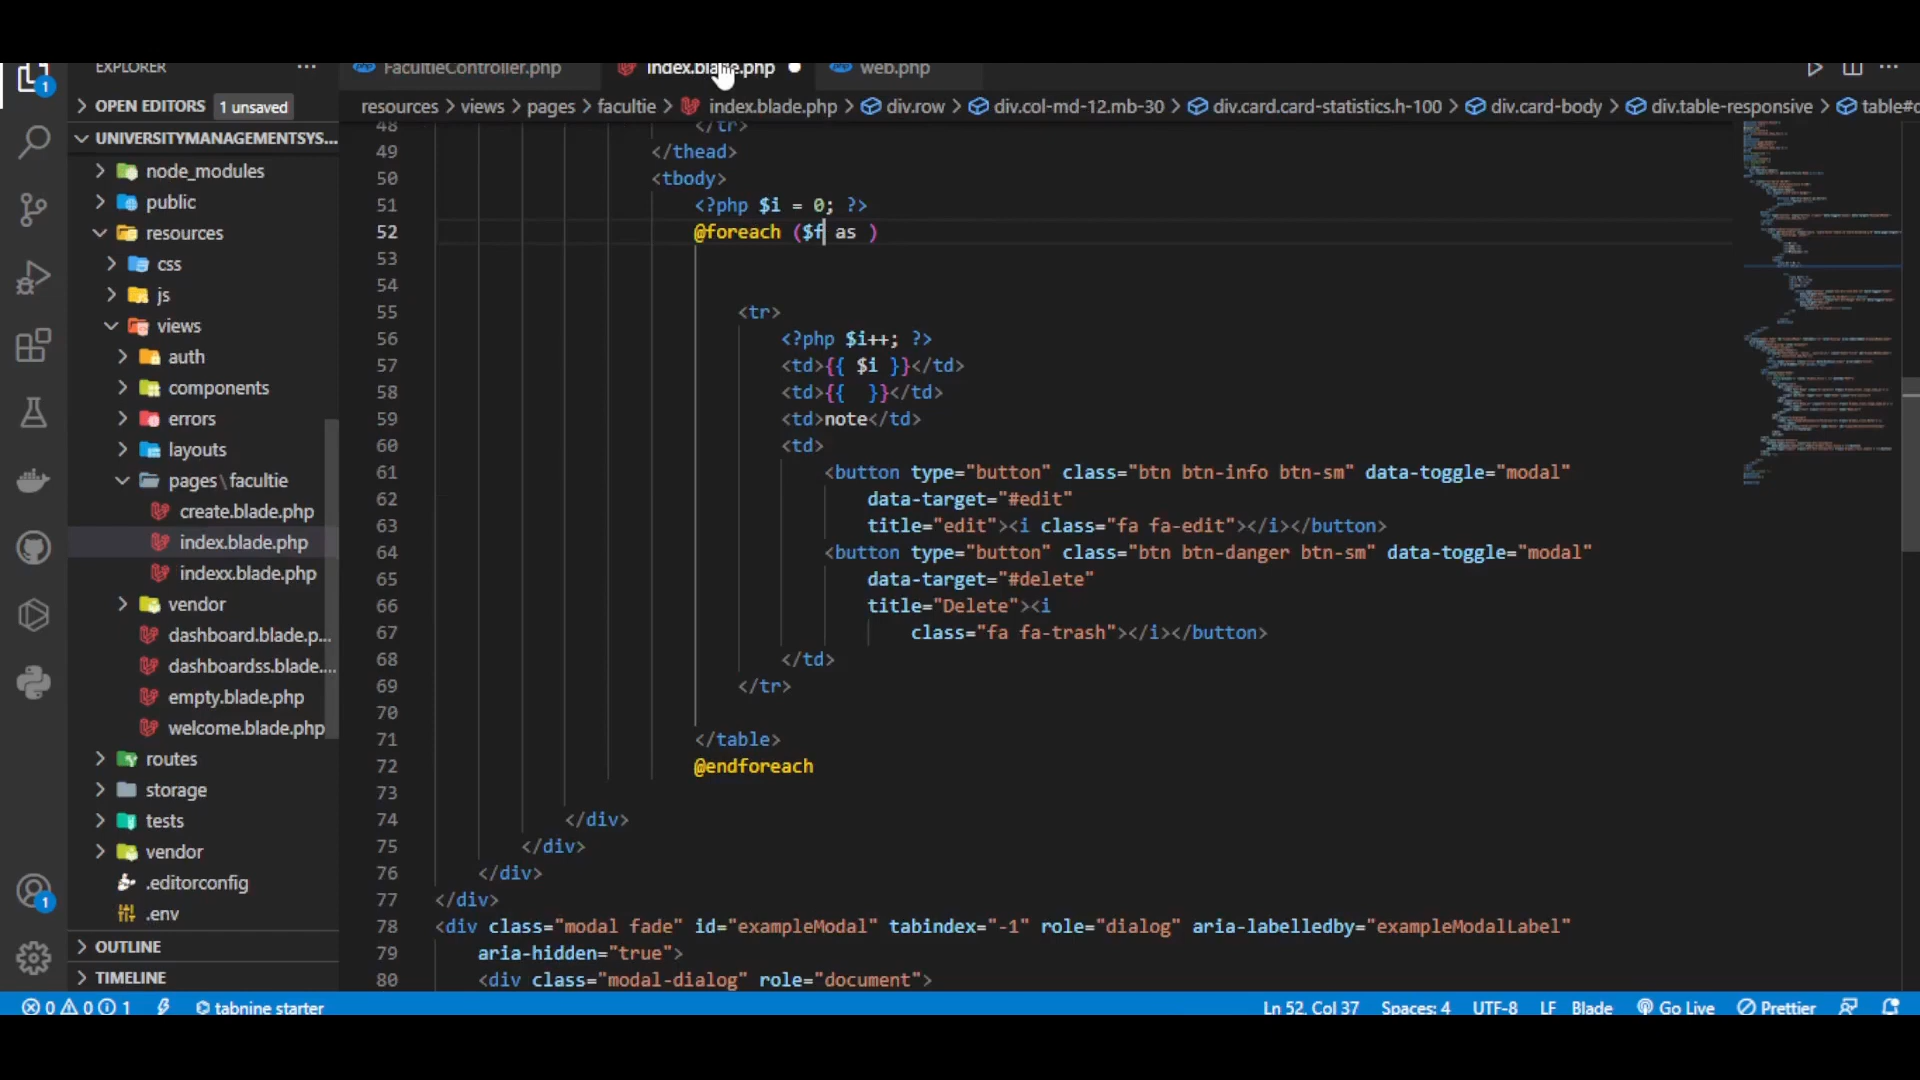 EXPLORER
FacultieController.php
index.blade.php
web.php
1
OPEN EDITORS 1 unsaved
resources > views > pages > facultie > index.blade.php > div.row > div.col-md-12.mb-30 > div.card.card-statistics.h-100 > div.card-body > div.table-responsive > table#d
UNIVERSITYMANAGEMENTSYS...
node_modules
public
resources
css
js
views
auth
components
errors
layouts
pages\facultie
create.blade.php
index.blade.php
indexx.blade.php
vendor
dashboard.blade.p...
dashboardss.blade....
empty.blade.php
welcome.blade.php
routes
storage
tests
vendor
.editorconfig
.env
OUTLINE
TIMELINE
1
48 </tr>
49 </thead>
50 <tbody>
51 <?php $i = 0; ?>
52 @foreach ($f as )
53
54
55 <tr>
56 <?php $i++; ?>
57 <td>{{ $i }}</td>
58 <td>{{  }}</td>
59 <td>note</td>
60 <td>
61 <button type="button" class="btn btn-info btn-sm" data-toggle="modal"
62 data-target="#edit"
63 title="edit"><i class="fa fa-edit"></i></button>
64 <button type="button" class="btn btn-danger btn-sm" data-toggle="modal"
65 data-target="#delete"
66 title="Delete"><i
67 class="fa fa-trash"></i></button>
68 </td>
69 </tr>
70
71 </table>
72 @endforeach
73
74 </div>
75 </div>
76 </div>
77 </div>
78 <div class="modal fade" id="exampleModal" tabindex="-1" role="dialog" aria-labelledby="exampleModalLabel"
79 aria-hidden="true">
80 <div class="modal-dialog" role="document">
0 0 1 tabnine starter
Ln 52, Col 37 Spaces: 4 UTF-8 LF Blade Go Live Prettier